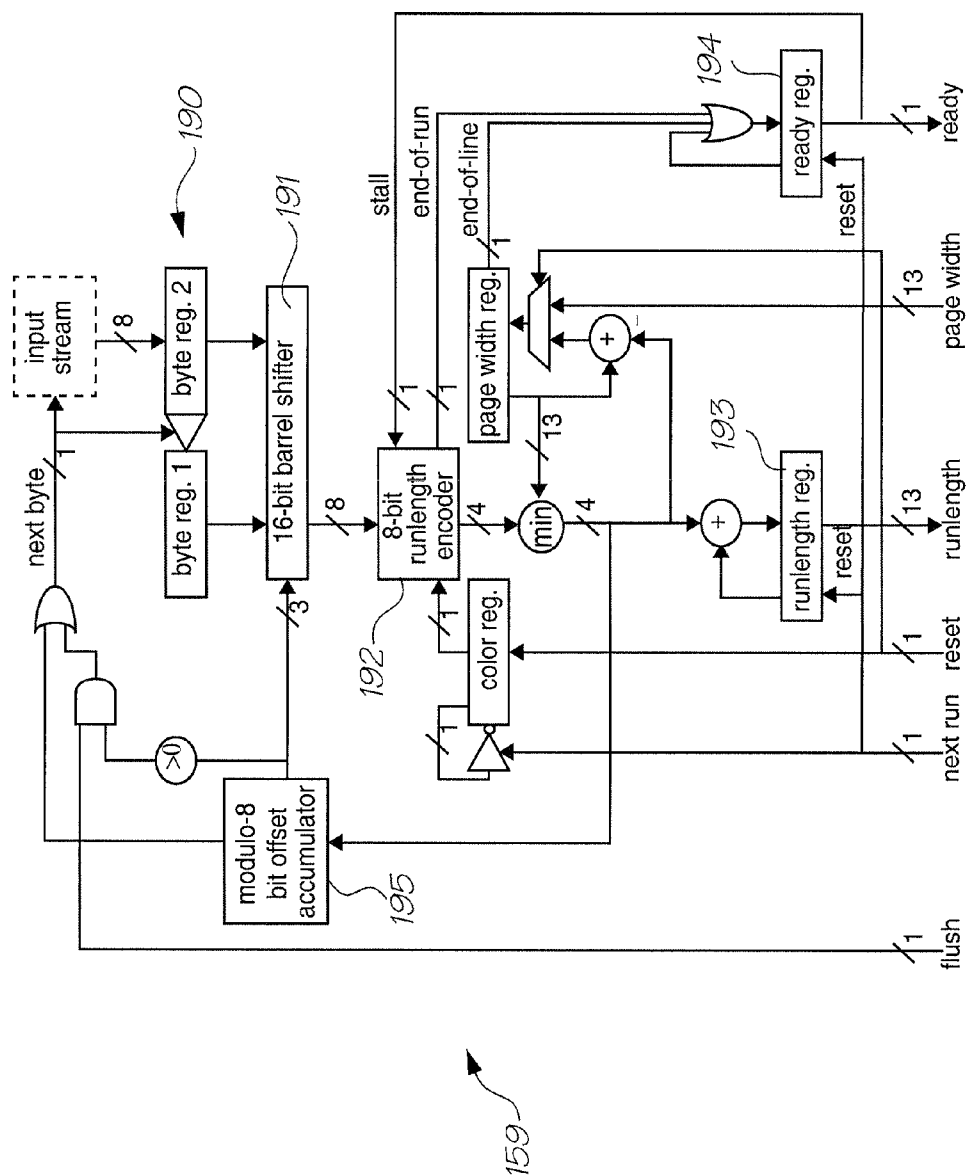 input
stream
190
next byte
1
8
byte reg. 1
byte reg. 2
191
16-bit barrel shifter
3
8
>0
modulo-8
bit offset
accumulator
195
stall
1
end-of-run
1
end-of-line
1
8-bit
runlength
encoder
192
4
1
color reg.
1
min
4
13
page width reg.
+
-
+
193
runlength reg.
reset
194
ready reg.
reset
1
flush
1
next run
1
reset
13
runlength
13
page width
1
ready
159